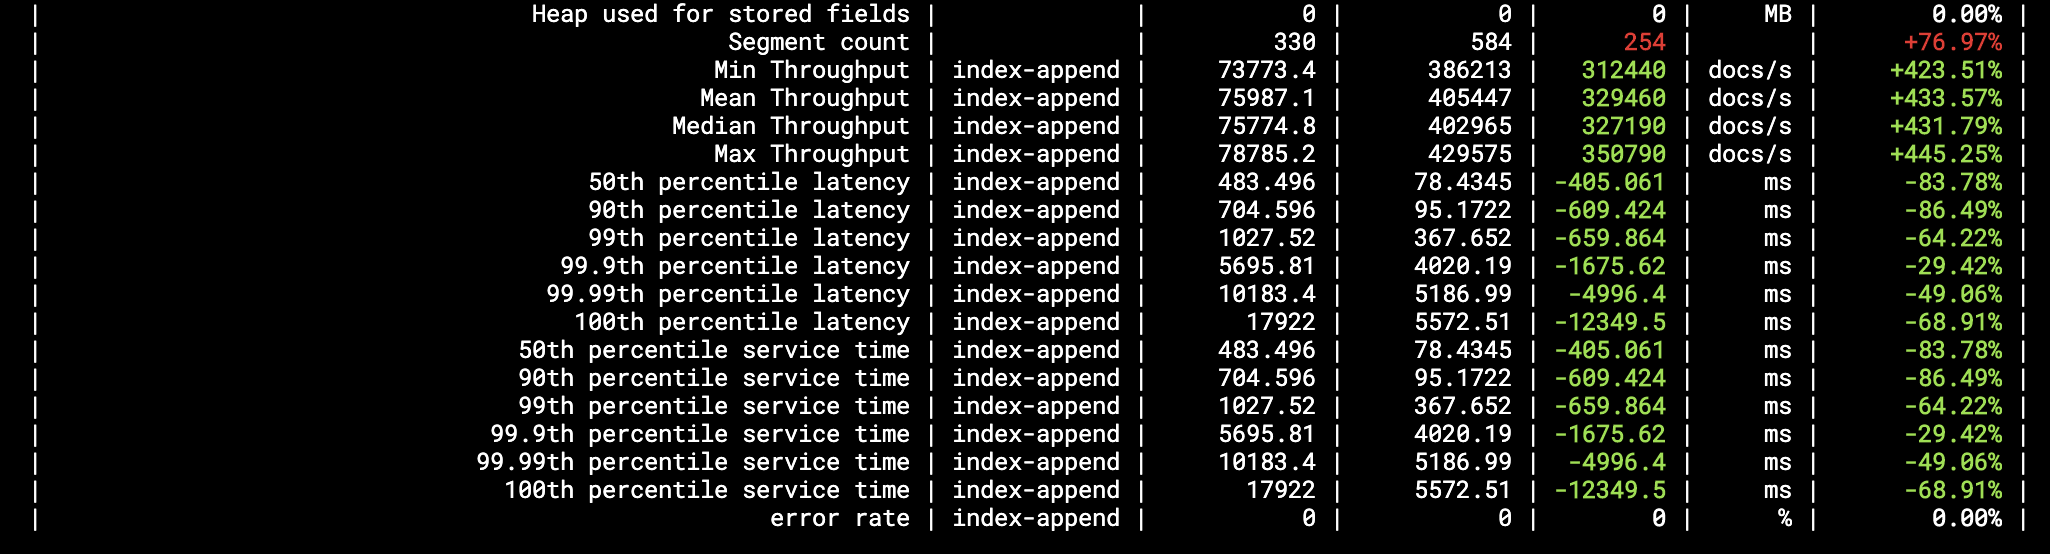 | Heap used for stored fields | | 0 | 0 | 0 | MB | 0.00% |
| Segment count | | 330 | 584 | 254 | | +76.97% |
| Min Throughput | index-append | 73773.4 | 386213 | 312440 | docs/s | +423.51% |
| Mean Throughput | index-append | 75987.1 | 405447 | 329460 | docs/s | +433.57% |
| Median Throughput | index-append | 75774.8 | 402965 | 327190 | docs/s | +431.79% |
| Max Throughput | index-append | 78785.2 | 429575 | 350790 | docs/s | +445.25% |
| 50th percentile latency | index-append | 483.496 | 78.4345 | -405.061 | ms | -83.78% |
| 90th percentile latency | index-append | 704.596 | 95.1722 | -609.424 | ms | -86.49% |
| 99th percentile latency | index-append | 1027.52 | 367.652 | -659.864 | ms | -64.22% |
| 99.9th percentile latency | index-append | 5695.81 | 4020.19 | -1675.62 | ms | -29.42% |
| 99.99th percentile latency | index-append | 10183.4 | 5186.99 | -4996.4 | ms | -49.06% |
| 100th percentile latency | index-append | 17922 | 5572.51 | -12349.5 | ms | -68.91% |
| 50th percentile service time | index-append | 483.496 | 78.4345 | -405.061 | ms | -83.78% |
| 90th percentile service time | index-append | 704.596 | 95.1722 | -609.424 | ms | -86.49% |
| 99th percentile service time | index-append | 1027.52 | 367.652 | -659.864 | ms | -64.22% |
| 99.9th percentile service time | index-append | 5695.81 | 4020.19 | -1675.62 | ms | -29.42% |
| 99.99th percentile service time | index-append | 10183.4 | 5186.99 | -4996.4 | ms | -49.06% |
| 100th percentile service time | index-append | 17922 | 5572.51 | -12349.5 | ms | -68.91% |
| error rate | index-append | 0 | 0 | 0 | % | 0.00% |